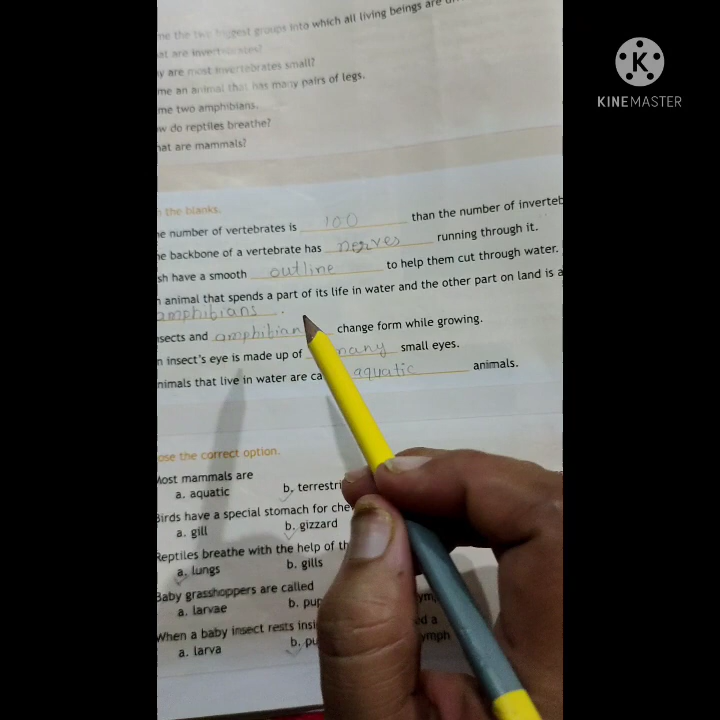 me the two biggest groups into which all living beings are
at are invertebrates?
y are most invertebrates small?
me an animal that has many pairs of legs.
me two amphibians.
w do reptiles breathe?
hat are mammals?
KINEMASTER
the blanks.
e number of vertebrates is 100 than the number of inverteb
e backbone of a vertebrate has nerves running through it.
sh have a smooth outline to help them cut through water.
animal that spends a part of its life in water and the other part on land is a
amphibians .
sects and amphibian change form while growing.
n insect's eye is made up of many small eyes.
nimals that live in water are ca aquatic animals.
ose the correct option.
Most mammals are
a. aquatic b. terrestri
Birds have a special stomach for che
a. gill b. gizzard
Reptiles breathe with the help of th
a. lungs b. gills
Baby grasshoppers are called
a. larvae b. pup ym
When a baby insect rests insi d a
a. larva b. pu ymph